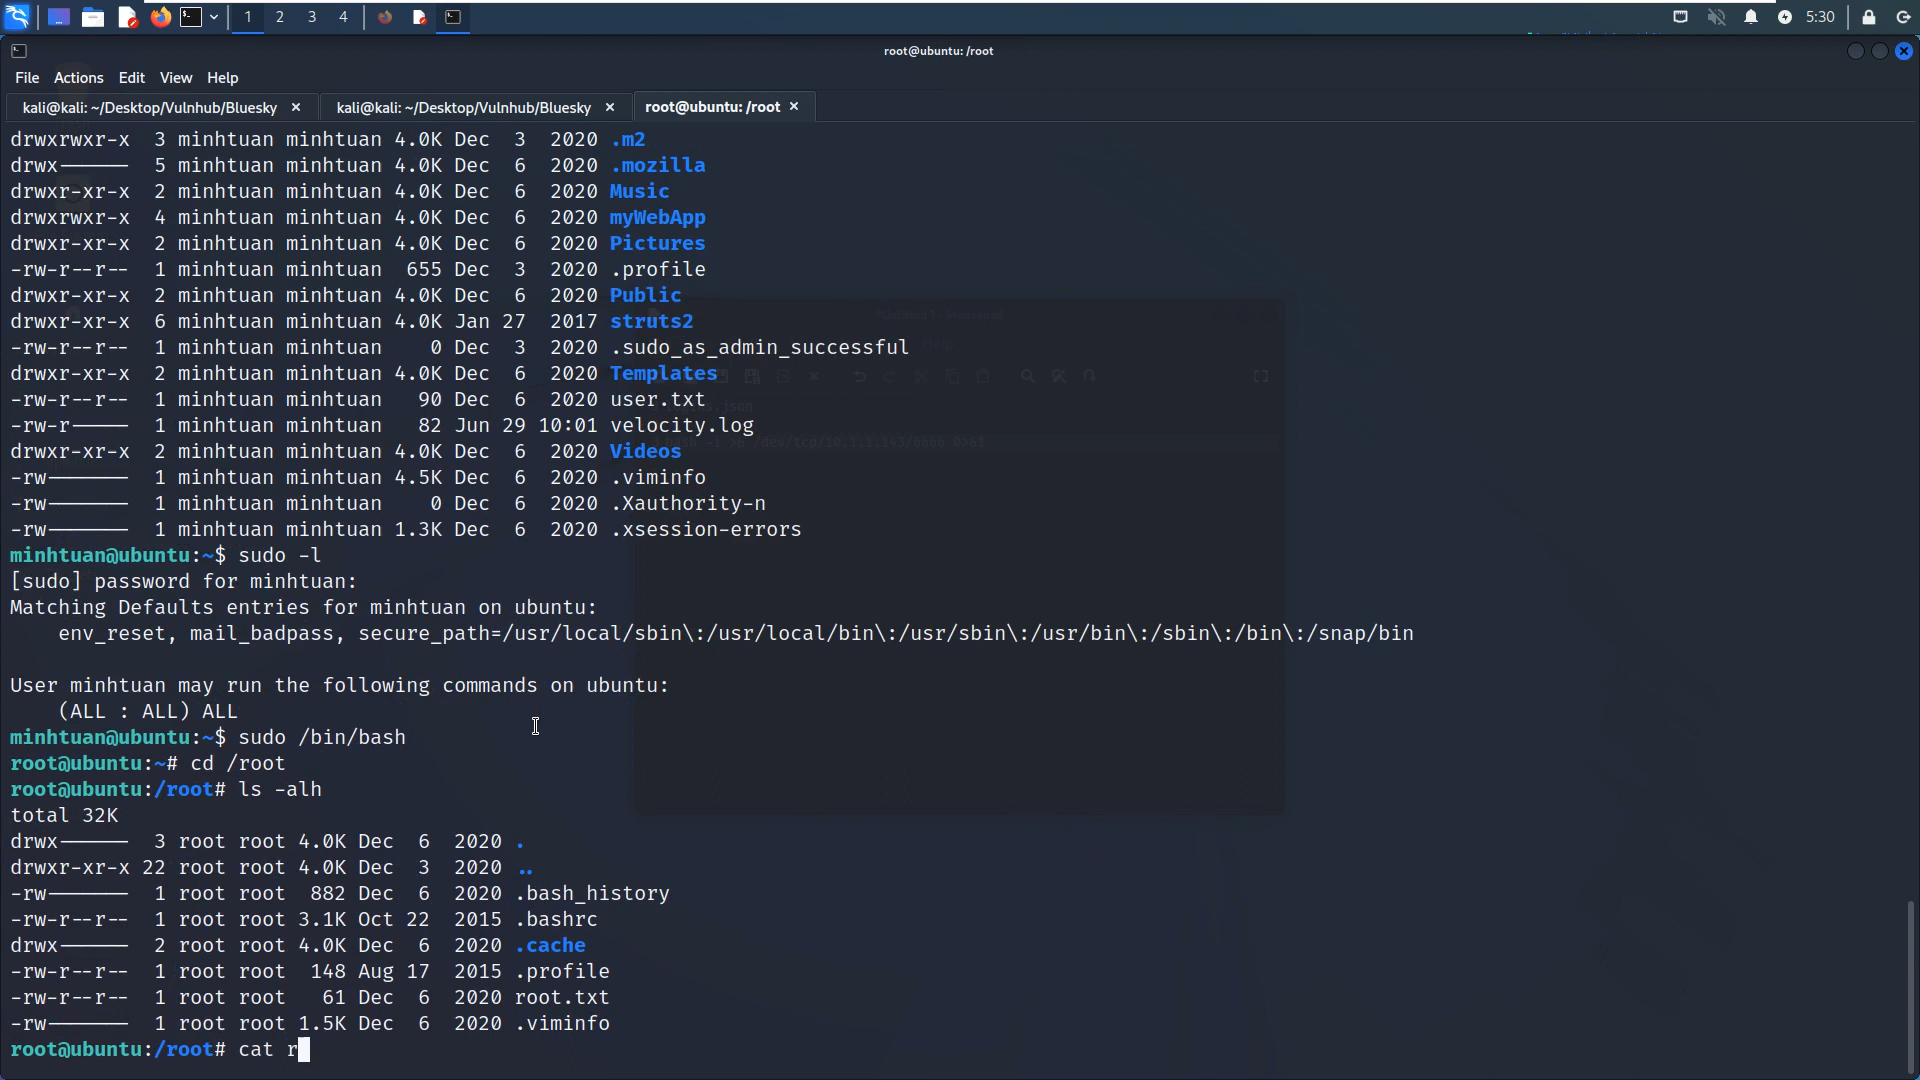 1 2 3 4 5:30
root@ubuntu: /root
File Actions Edit View Help
kali@kali: ~/Desktop/Vulnhub/Bluesky × kali@kali: ~/Desktop/Vulnhub/Bluesky × root@ubuntu: /root ×
drwxrwxr-x 3 minhtuan minhtuan 4.0K Dec 3 2020 .m2
drwx------ 5 minhtuan minhtuan 4.0K Dec 6 2020 .mozilla
drwxr-xr-x 2 minhtuan minhtuan 4.0K Dec 6 2020 Music
drwxrwxr-x 4 minhtuan minhtuan 4.0K Dec 6 2020 myWebApp
drwxr-xr-x 2 minhtuan minhtuan 4.0K Dec 6 2020 Pictures
-rw-r--r-- 1 minhtuan minhtuan 655 Dec 3 2020 .profile
drwxr-xr-x 2 minhtuan minhtuan 4.0K Dec 6 2020 Public
drwxr-xr-x 6 minhtuan minhtuan 4.0K Jan 27 2017 struts2
-rw-r--r-- 1 minhtuan minhtuan 0 Dec 3 2020 .sudo_as_admin_successful
drwxr-xr-x 2 minhtuan minhtuan 4.0K Dec 6 2020 Templates
-rw-r--r-- 1 minhtuan minhtuan 90 Dec 6 2020 user.txt
-rw-r----- 1 minhtuan minhtuan 82 Jun 29 10:01 velocity.log
drwxr-xr-x 2 minhtuan minhtuan 4.0K Dec 6 2020 Videos
-rw------- 1 minhtuan minhtuan 4.5K Dec 6 2020 .viminfo
-rw------- 1 minhtuan minhtuan 0 Dec 6 2020 .Xauthority-n
-rw------- 1 minhtuan minhtuan 1.3K Dec 6 2020 .xsession-errors
minhtuan@ubuntu:~$ sudo -l
[sudo] password for minhtuan:
Matching Defaults entries for minhtuan on ubuntu:
env_reset, mail_badpass, secure_path=/usr/local/sbin\:/usr/local/bin\:/usr/sbin\:/usr/bin\:/sbin\:/bin\:/snap/bin
User minhtuan may run the following commands on ubuntu:
(ALL : ALL) ALL
minhtuan@ubuntu:~$ sudo /bin/bash
root@ubuntu:~# cd /root
root@ubuntu:/root# ls -alh
total 32K
drwx------ 3 root root 4.0K Dec 6 2020 .
drwxr-xr-x 22 root root 4.0K Dec 3 2020 ..
-rw------- 1 root root 882 Dec 6 2020 .bash_history
-rw-r--r-- 1 root root 3.1K Oct 22 2015 .bashrc
drwx------ 2 root root 4.0K Dec 6 2020 .cache
-rw-r--r-- 1 root root 148 Aug 17 2015 .profile
-rw-r--r-- 1 root root 61 Dec 6 2020 root.txt
-rw------- 1 root root 1.5K Dec 6 2020 .viminfo
root@ubuntu:/root# cat r